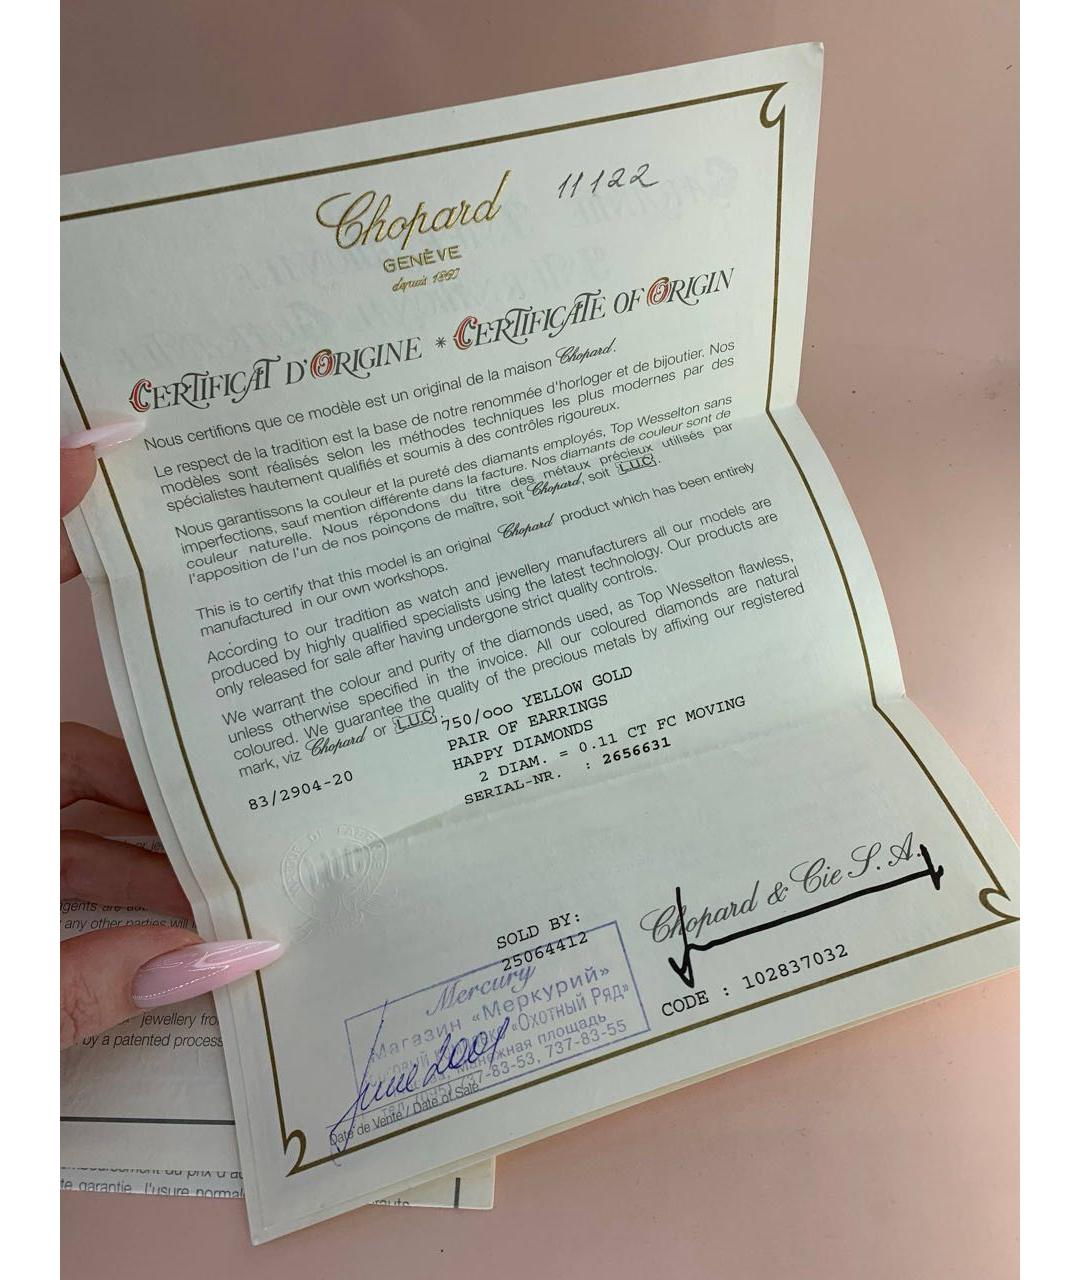 Chopard
GENÈVE
depuis 1860
11122
CERTIFICAT D'ORIGINE * CERTIFICATE OF ORIGIN
Nous certifions que ce modèle est un original de la maison Chopard.
Le respect de la tradition est la base de notre renommée d'horloger et de bijoutier. Nos
modèles sont réalisés selon les méthodes techniques les plus modernes par des
spécialistes hautement qualifiés et soumis à des contrôles rigoureux.
Nous garantissons la couleur et la pureté des diamants employés, Top Wesselton sans
imperfections, sauf mention différente dans la facture. Nos diamants de couleur sont de
couleur naturelle. Nous répondons du titre des métaux précieux utilisés par
l'apposition de l'un de nos poinçons de maître, soit Chopard, soit L.U.C.
This is to certify that this model is an original Chopard product which has been entirely
manufactured in our own workshops.
According to our tradition as watch and jewellery manufacturers all our models are
produced by highly qualified specialists using the latest technology. Our products are
only released for sale after having undergone strict quality controls.
We warrant the colour and purity of the diamonds used, as Top Wesselton flawless,
unless otherwise specified in the invoice. All our coloured diamonds are natural
coloured. We guarantee the quality of the precious metals by affixing our registered
mark, viz Chopard or L.U.C
83/2904-20
750/ooo YELLOW GOLD
PAIR OF EARRINGS
HAPPY DIAMONDS
2 DIAM. = 0.11 CT FC MOVING
SERIAL-NR. : 2656631
L.U.C
SOLD BY:
25064412
Chopard & Cie S.A.
CODE : 102837032
Mercury
Магазин «Меркурий»
«Охотный Ряд»
Манежная площадь
тел. (095) 737-83-53, 737-83-55
June 2001
Date de Vente / Date of Sale
any other parties will
jewellery fro
by a patented process
te garantie, l'usure normal